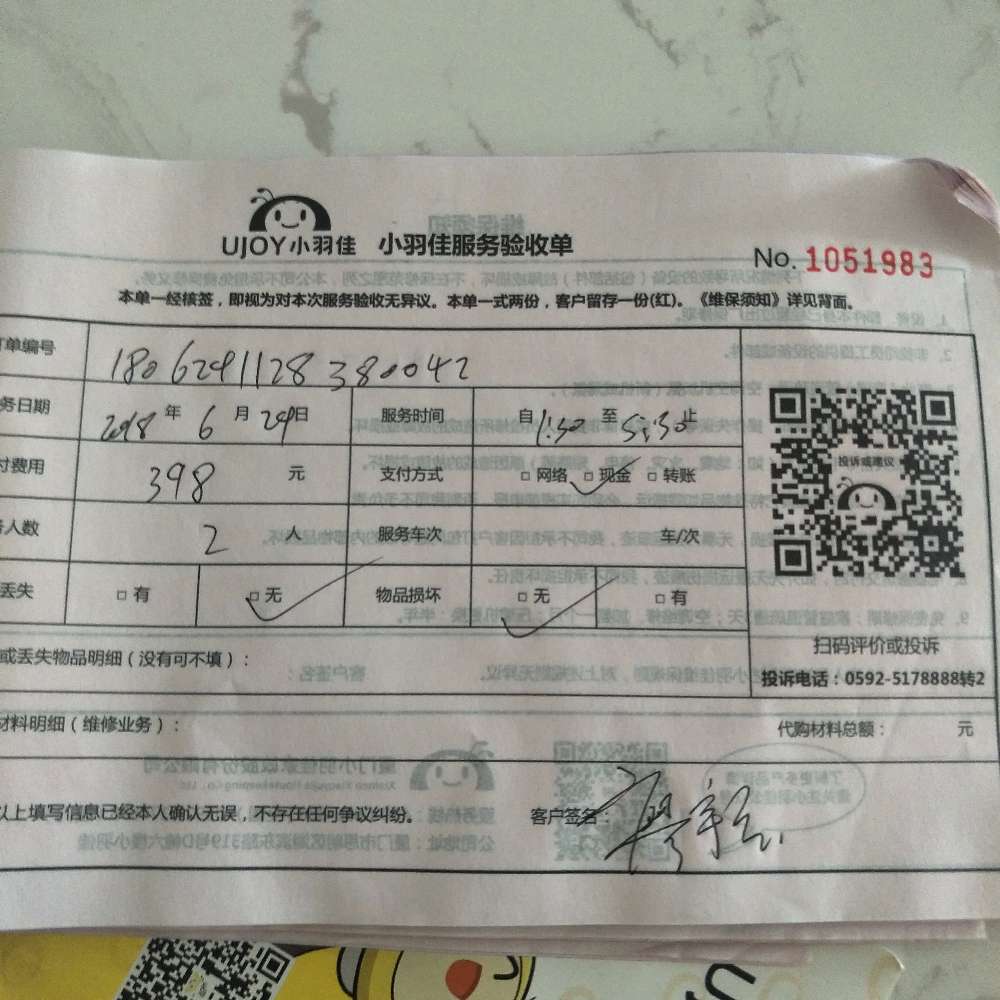 UJOY小羽佳 小羽佳服务验收单
No. 1051983
本单一经核签，即视为对本次服务验收无异议。本单一式两份，客户留存一份(红)。《维保须知》详见背面。
单编号 1806291128380042
务日期 2018 年 6 月 29 日 服务时间 自 1:30 至 5:30 止
付费用 398 元 支付方式 □ 网络 □ 现金 □ 转账
人数 2 人 服务车次 车/次
丢失 □ 有 □ 无 物品损坏 □ 无 □ 有
投诉或建议
扫码评价或投诉
投诉电话：0592-5178888转2
或丢失物品明细（没有可不填）：
材料明细（维修业务）： 代购材料总额： 元
以上填写信息已经本人确认无误，不存在任何争议纠纷。 客户签名：